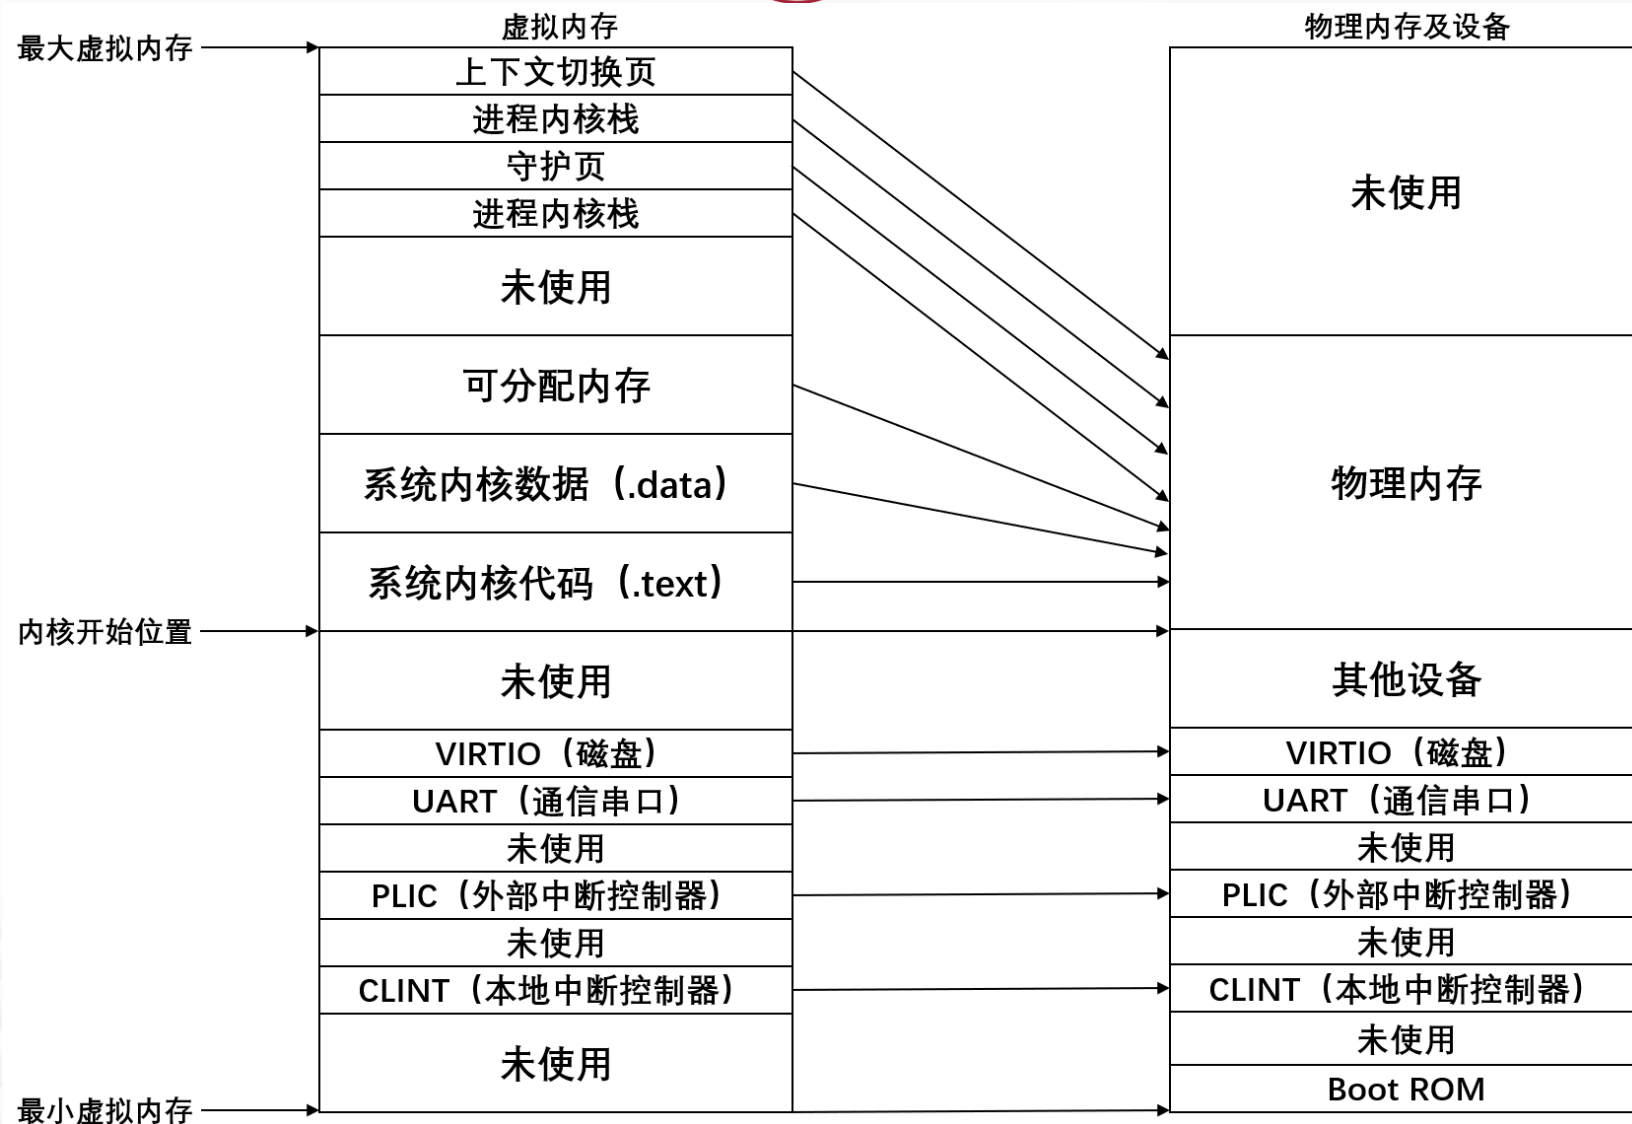 虚拟内存
物理内存及设备
最大虚拟内存
上下文切换页
进程内核栈
守护页
进程内核栈
未使用
可分配内存
系统内核数据（.data）
系统内核代码（.text）
内核开始位置
未使用
VIRTIO（磁盘）
UART（通信串口）
未使用
PLIC（外部中断控制器）
未使用
CLINT（本地中断控制器）
未使用
最小虚拟内存
未使用
物理内存
其他设备
VIRTIO（磁盘）
UART（通信串口）
未使用
PLIC（外部中断控制器）
未使用
CLINT（本地中断控制器）
未使用
Boot ROM